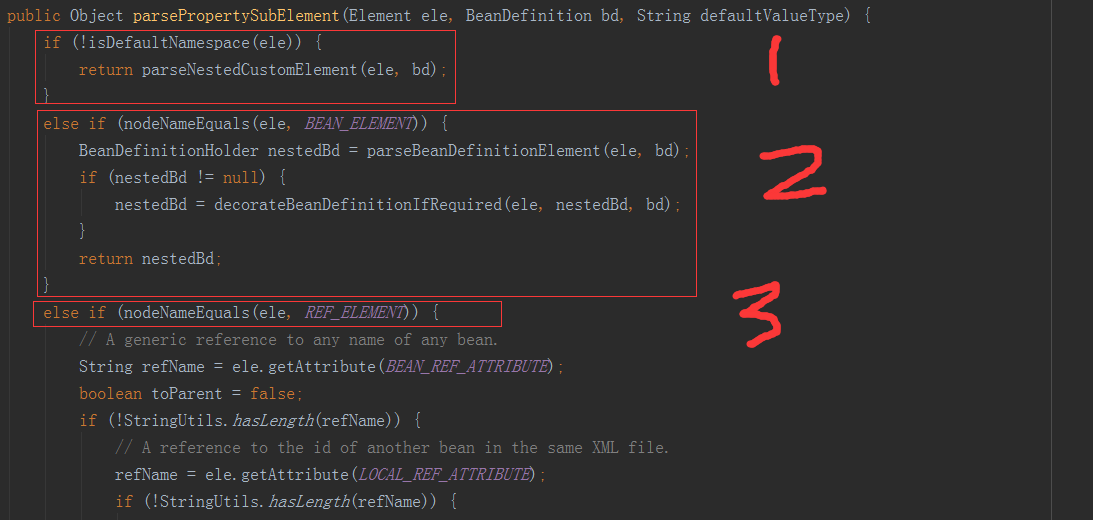 public Object parsePropertySubElement(Element ele, BeanDefinition bd, String defaultValueType) {
if (!isDefaultNamespace(ele)) {
return parseNestedCustomElement(ele, bd);
}
1
else if (nodeNameEquals(ele, BEAN_ELEMENT)) {
BeanDefinitionHolder nestedBd = parseBeanDefinitionElement(ele, bd);
if (nestedBd != null) {
nestedBd = decorateBeanDefinitionIfRequired(ele, nestedBd, bd);
}
return nestedBd;
}
2
else if (nodeNameEquals(ele, REF_ELEMENT)) {
3
// A generic reference to any name of any bean.
String refName = ele.getAttribute(BEAN_REF_ATTRIBUTE);
boolean toParent = false;
if (!StringUtils.hasLength(refName)) {
// A reference to the id of another bean in the same XML file.
refName = ele.getAttribute(LOCAL_REF_ATTRIBUTE);
if (!StringUtils.hasLength(refName)) {